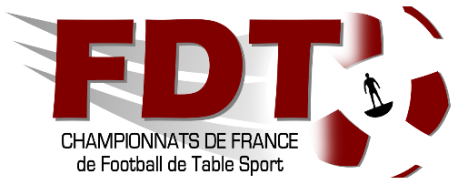 FDT
CHAMPIONNATS DE FRANCE
de Football de Table Sport